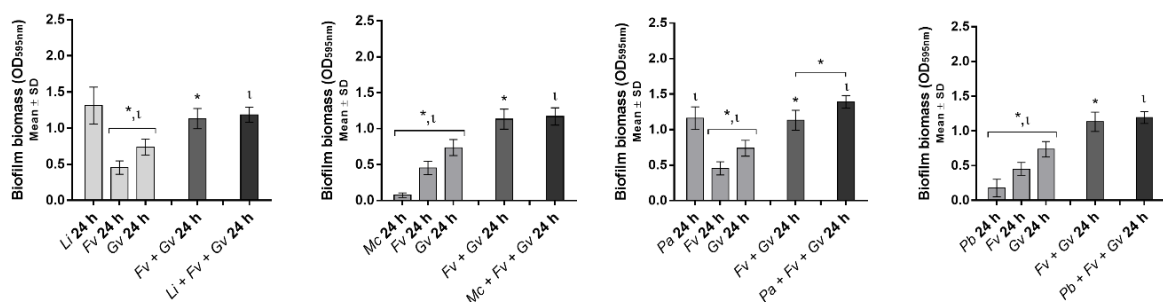 Biofilm biomass (OD595nm)
Mean ± SD
2.5
2.0
1.5
1.0
0.5
0.0
*,ɩ
*
ɩ
Li 24 h
Fv 24 h
Gv 24 h
Fv + Gv 24 h
Li + Fv + Gv 24 h
Biofilm biomass (OD595nm)
Mean ± SD
2.5
2.0
1.5
1.0
0.5
0.0
*,ɩ
*
ɩ
Mc 24 h
Fv 24 h
Gv 24 h
Fv + Gv 24 h
Mc + Fv + Gv 24 h
Biofilm biomass (OD595nm)
Mean ± SD
2.5
2.0
1.5
1.0
0.5
0.0
*
ɩ
*,ɩ
*
ɩ
Pa 24 h
Fv 24 h
Gv 24 h
Fv + Gv 24 h
Pa + Fv + Gv 24 h
Biofilm biomass (OD595nm)
Mean ± SD
2.5
2.0
1.5
1.0
0.5
0.0
*,ɩ
*
ɩ
Pb 24 h
Fv 24 h
Gv 24 h
Fv + Gv 24 h
Pb + Fv + Gv 24 h